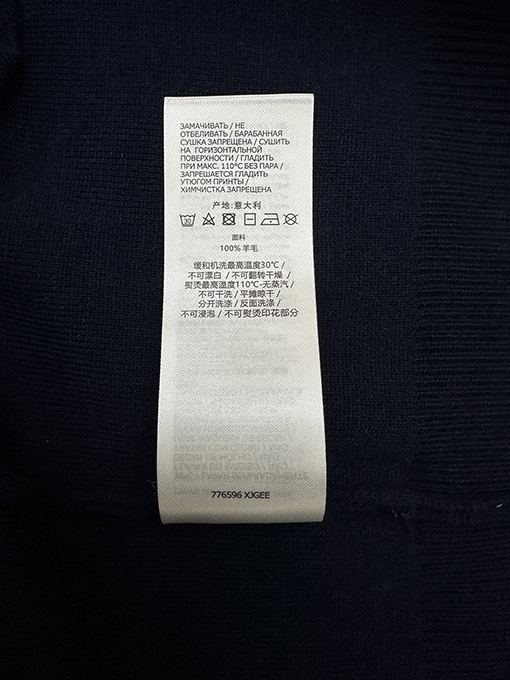 ЗАМАЧИВАТЬ / НЕ
ОТБЕЛИВАТЬ / БАРАБАННАЯ
СУШКА ЗАПРЕЩЕНА / СУШИТЬ
НА ГОРИЗОНТАЛЬНОЙ
ПОВЕРХНОСТИ / ГЛАДИТЬ
ПРИ МАКС. 110°C БЕЗ ПАРА /
ЗАПРЕШАЕТСЯ ГЛАДИТЬ
УТЮГОМ ПРИНТЫ /
ХИМЧИСТКА ЗАПРЕЩЕНА
产地:意大利
30
面料
100% 羊毛
缓和机洗最高温度30℃ /
不可漂白 / 不可翻转干燥 /
熨烫最高温度110℃-无蒸汽 /
不可干洗 / 平摊晾干 /
分开洗涤 / 反面洗涤 /
不可浸泡 / 不可熨烫印花部分
776596 XJGEE